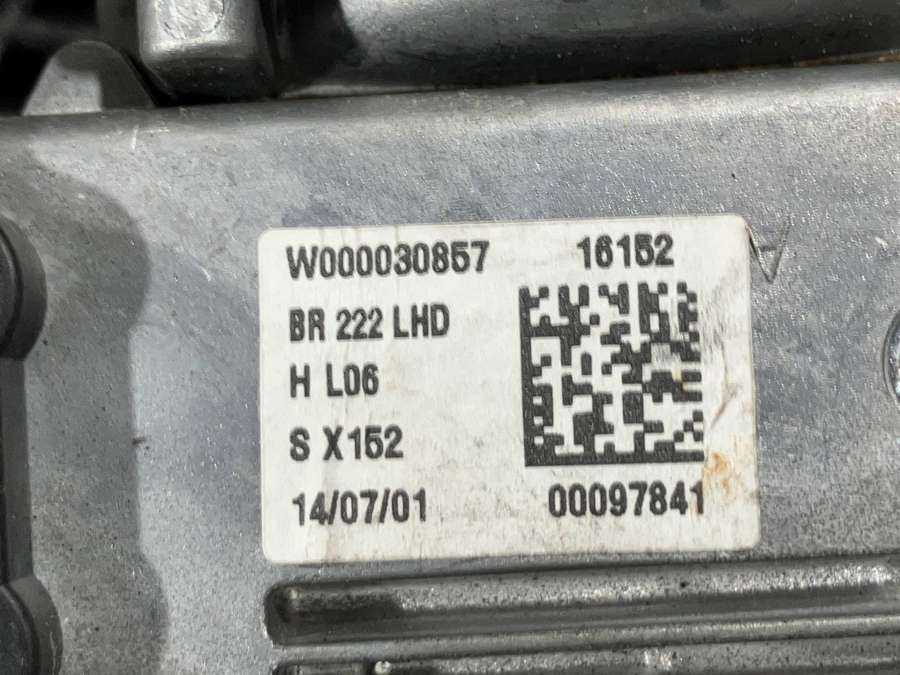 W000030857 16152
BR 222 LHD
H L06
S X152
14/07/01 00097841